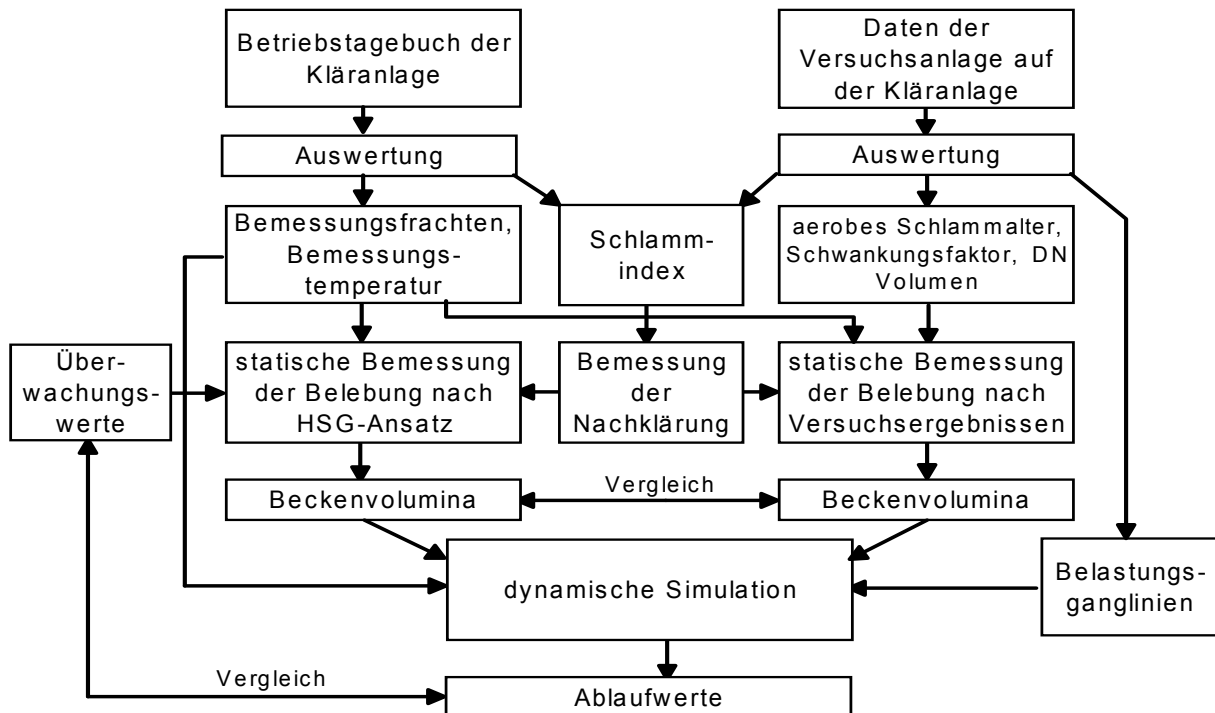 Betriebstagebuch der
Kläranlage
Daten der
Versuchsanlage auf
der Kläranlage
Auswertung
Auswertung
Bemessungsfrachten,
Bemessungs-
temperatur
Schlamm-
index
aerobes Schlammalter,
Schwankungsfaktor, DN
Volumen
Über-
wachungs-
werte
statische Bemessung
der Belebung nach
HSG-Ansatz
Bemessung
der
Nachklärung
statische Bemessung
der Belebung nach
Versuchsergebnissen
Beckenvolumina
Vergleich
Beckenvolumina
dynamische Simulation
Belastungs-
ganglinien
Vergleich
Ablaufwerte